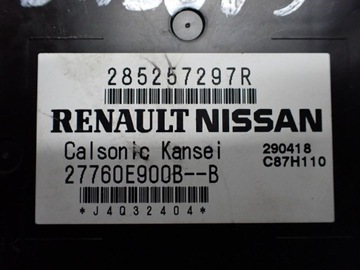 285257297R
RENAULT NISSAN
Calsonic Kansei
290418
C87H110
27760E900B--B
*J4Q32404*